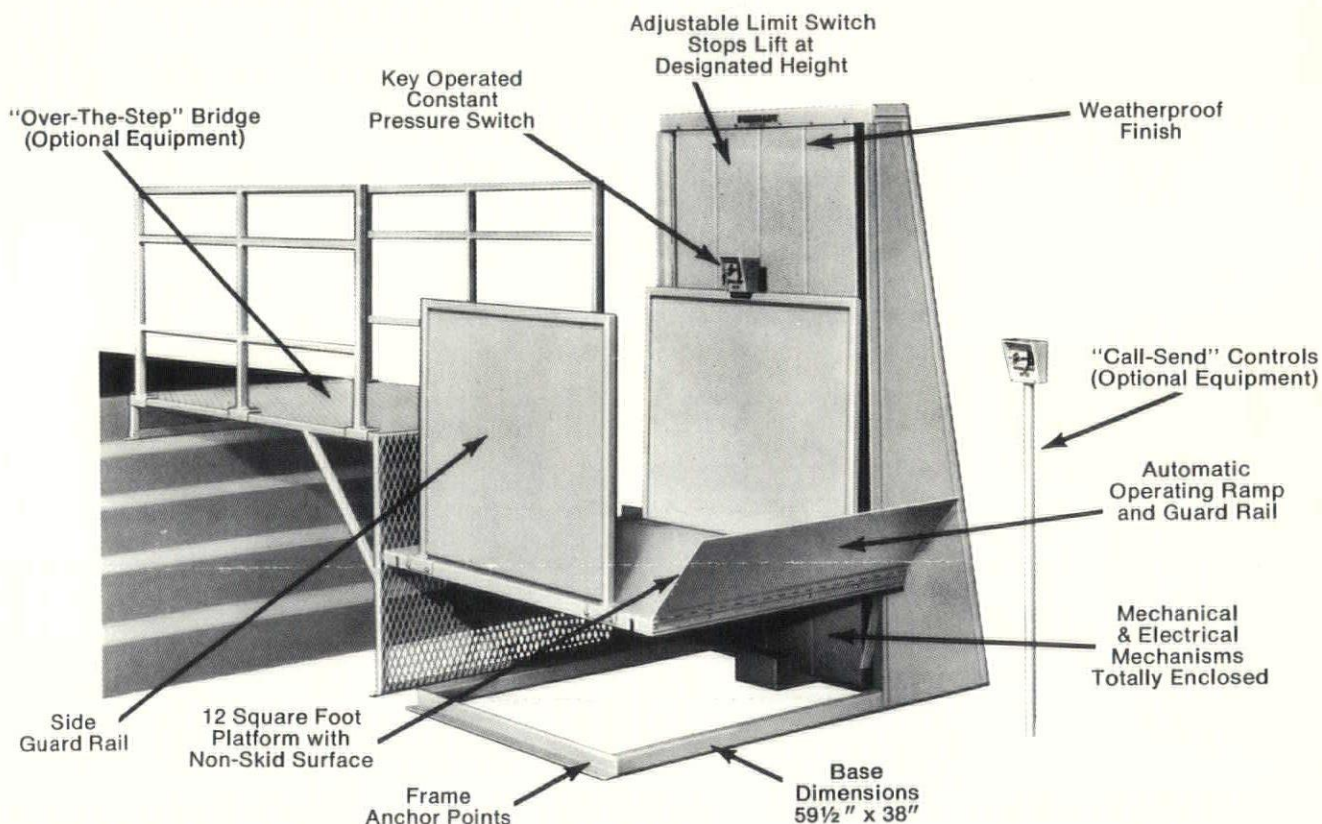 Adjustable Limit Switch
Stops Lift at
Designated Height
Key Operated
Constant
Pressure Switch
"Over-The-Step" Bridge
(Optional Equipment)
Weatherproof
Finish
"Call-Send" Controls
(Optional Equipment)
Automatic
Operating Ramp
and Guard Rail
Mechanical
& Electrical
Mechanisms
Totally Enclosed
Side
Guard Rail
12 Square Foot
Platform with
Non-Skid Surface
Frame
Anchor Points
Base
Dimensions
59½" x 38"